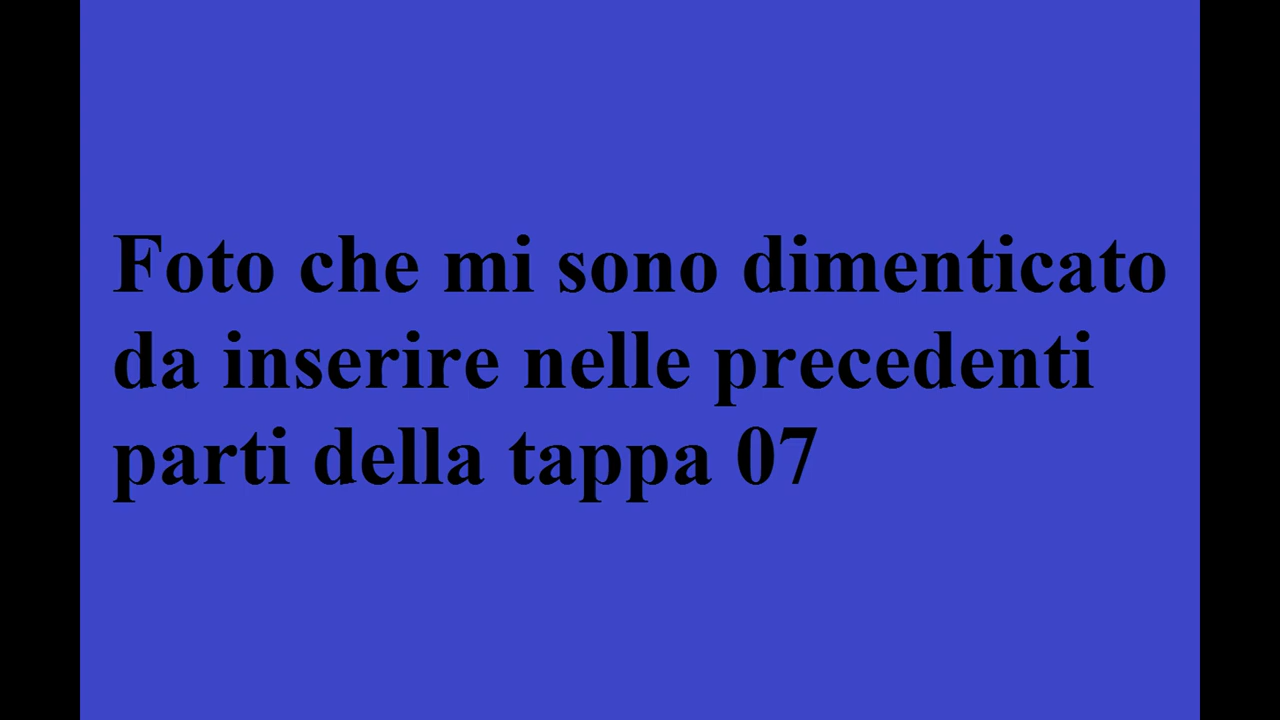 Foto che mi sono dimenticato
da inserire nelle precedenti
parti della tappa 07